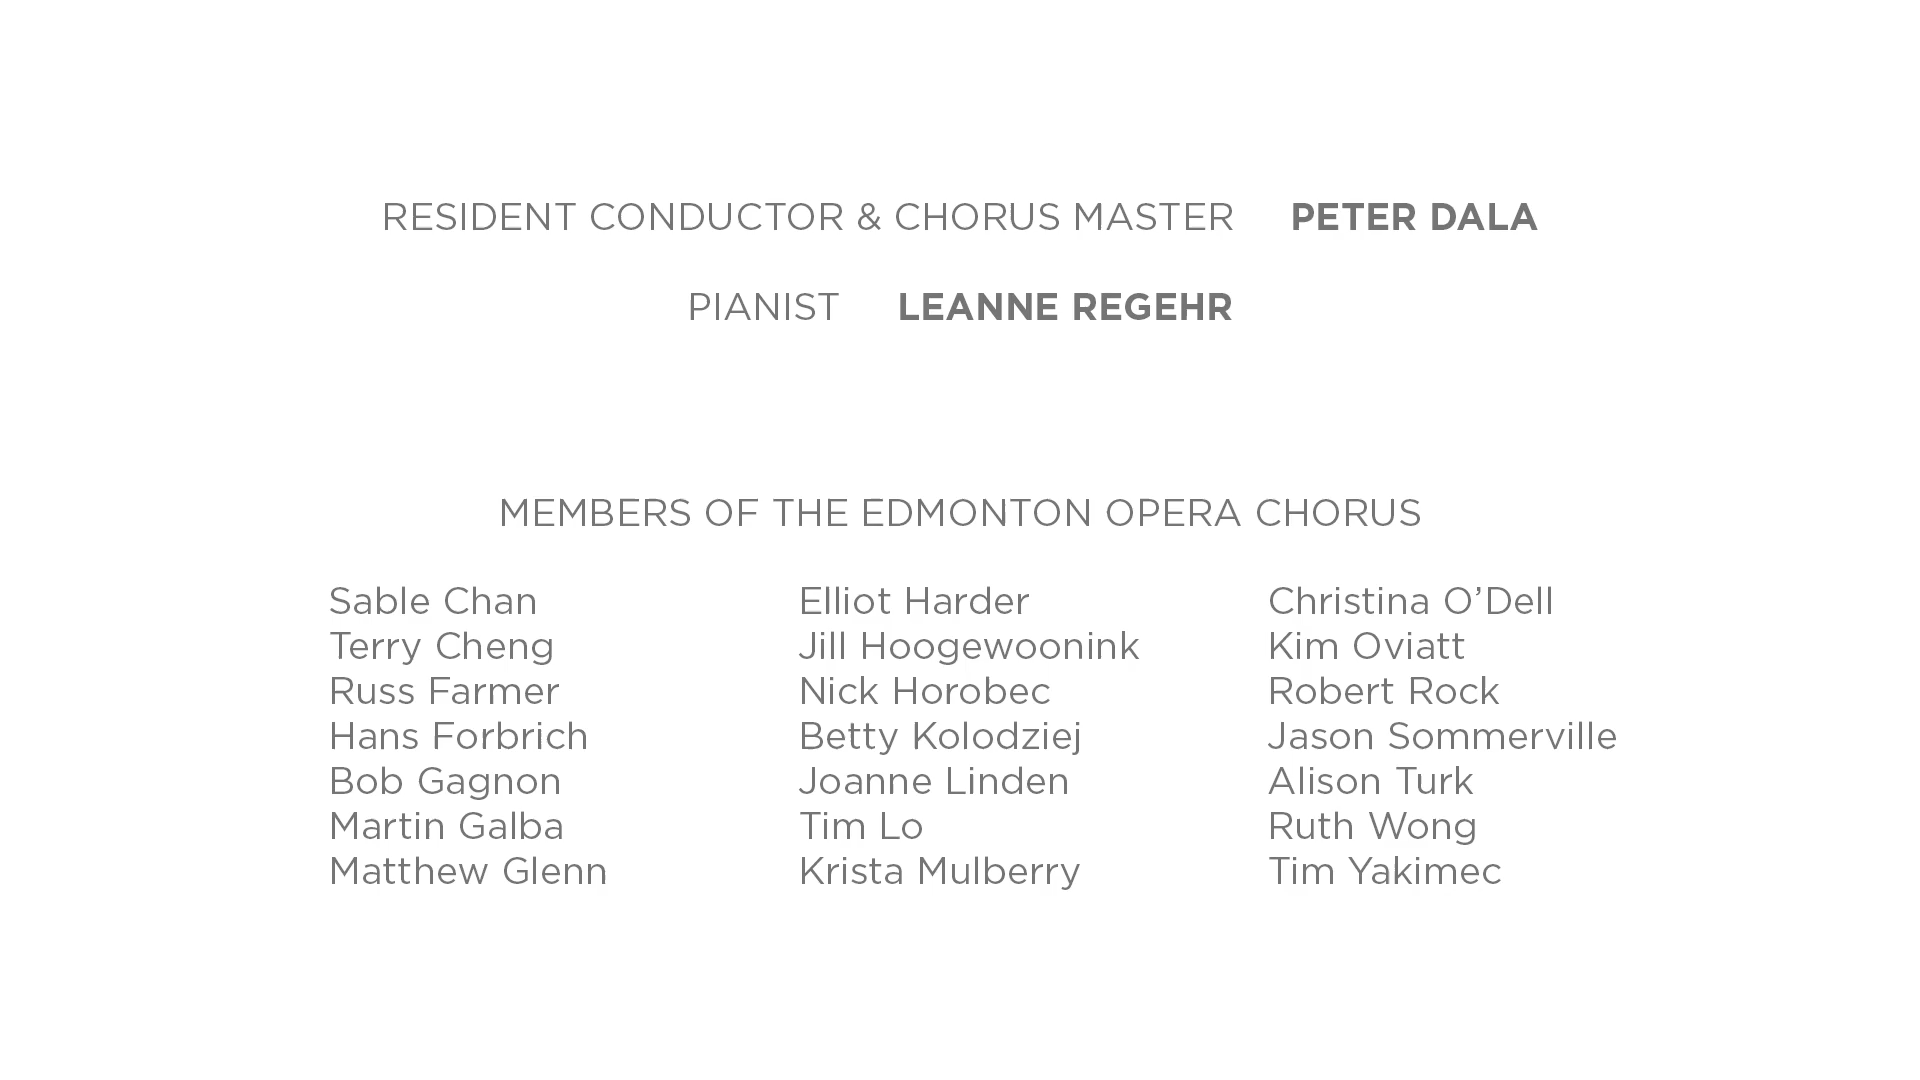 RESIDENT CONDUCTOR & CHORUS MASTER PETER DALA
PIANIST LEANNE REGEHR
MEMBERS OF THE EDMONTON OPERA CHORUS
Sable Chan
Terry Cheng
Russ Farmer
Hans Forbrich
Bob Gagnon
Martin Galba
Matthew Glenn
Elliot Harder
Jill Hoogewoonink
Nick Horobec
Betty Kolodziej
Joanne Linden
Tim Lo
Krista Mulberry
Christina O’Dell
Kim Oviatt
Robert Rock
Jason Sommerville
Alison Turk
Ruth Wong
Tim Yakimec